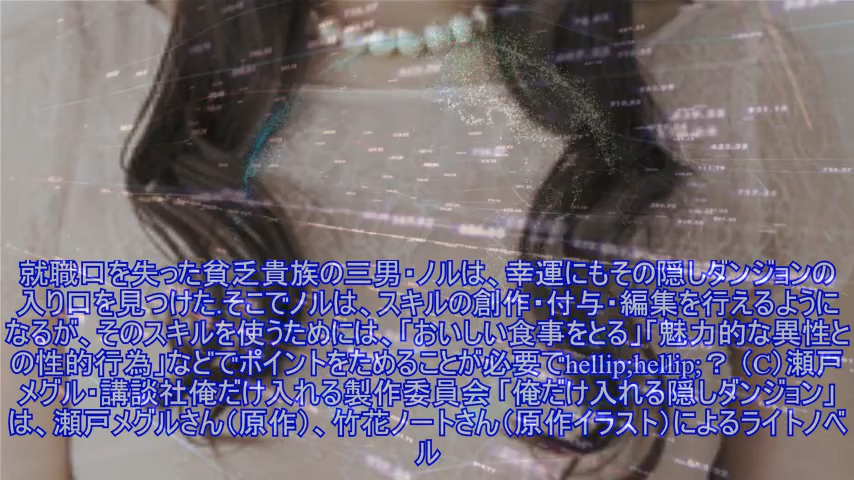 就職口を失った貧乏貴族の三男・ノルは、幸運にもその隠しダンジョンの
入り口を見つけた.そこでノルは、スキルの創作・付与・編集を行えるように
なるが、そのスキルを使うためには、「おいしい食事をとる」「魅力的な異性と
の性的行為」などでポイントをためることが必要でhellip;hellip;？（C）瀬戸
メグル・講談社俺だけ入れる製作委員会「俺だけ入れる隠しダンジョン」
は、瀬戸メグルさん（原作）、竹花ノートさん（原作イラスト）によるライトノベ
ル